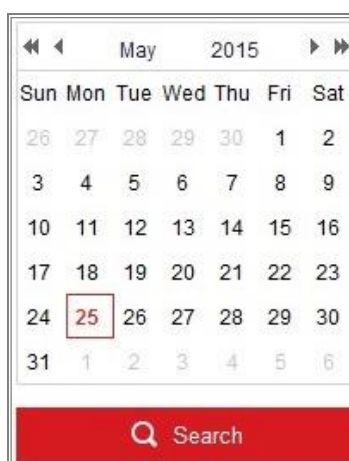 May 2015
Sun Mon Tue Wed Thu Fri Sat
26 27 28 29 30 1 2
3 4 5 6 7 8 9
10 11 12 13 14 15 16
17 18 19 20 21 22 23
24 25 26 27 28 29 30
31 1 2 3 4 5 6
Search